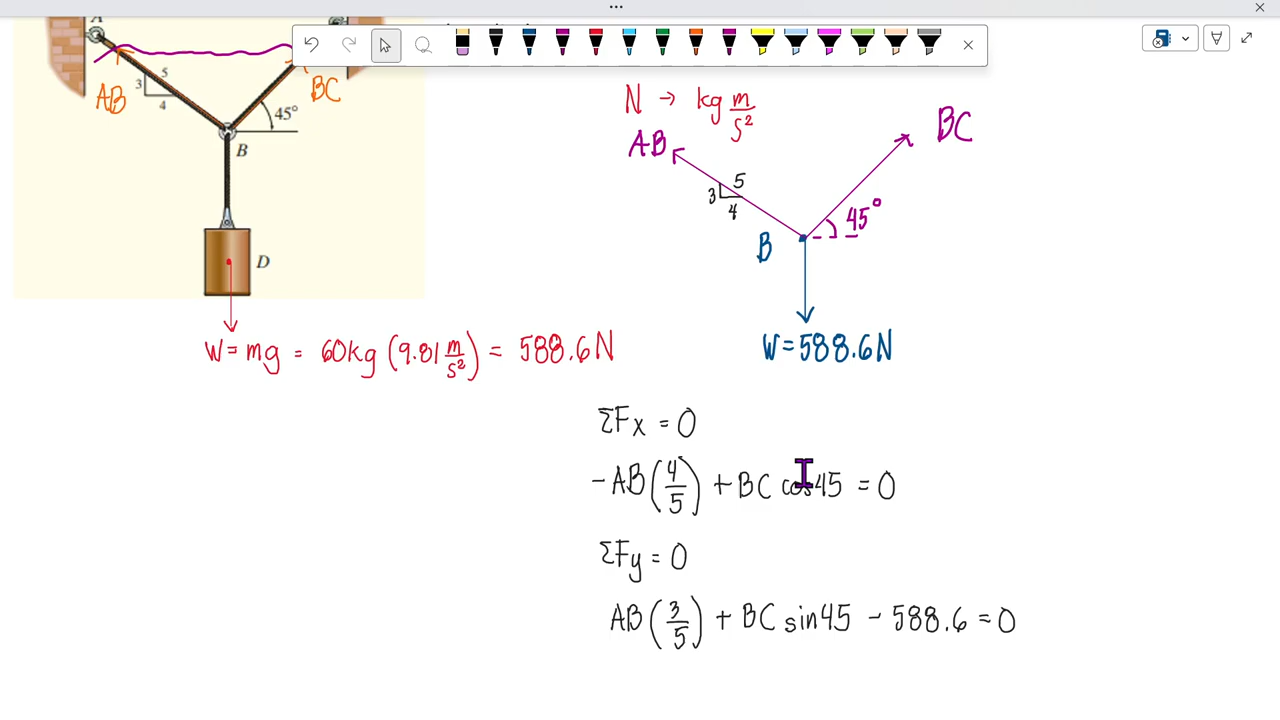 A
5
3
4
AB
BC
45°
B
D
W = mg = 60kg (9.81 m/s²) = 588.6 N
N → kg m/s²
AB
BC
5
3
4
45°
B
W = 588.6 N
ΣFx = 0
-AB(4/5) + BC cos45 = 0
ΣFy = 0
AB(3/5) + BC sin45 - 588.6 = 0